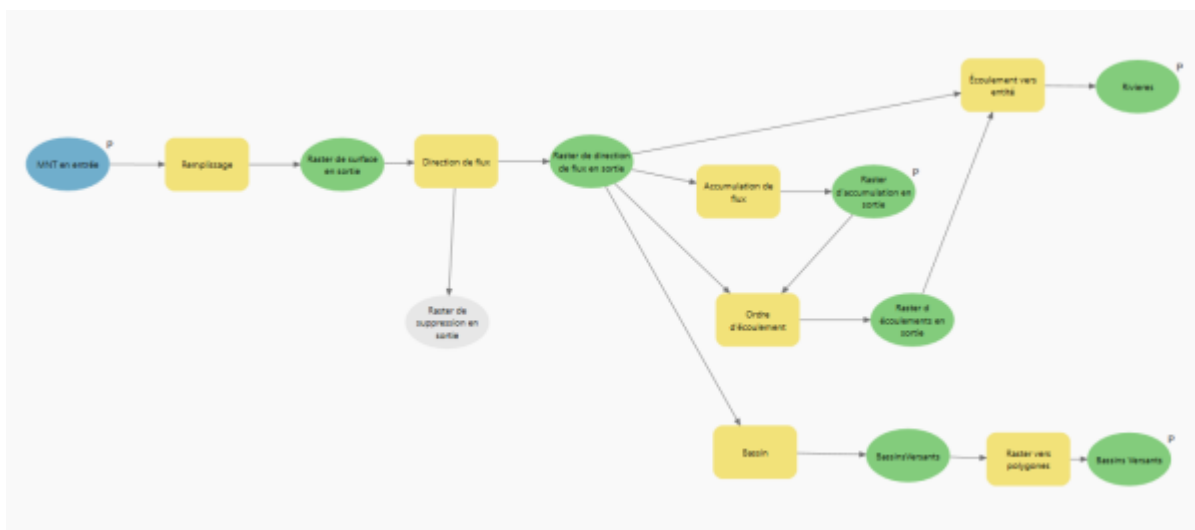 P
MNT en entrée
Remplissage
Raster de surface
en sortie
Direction de flux
Raster de direction
de flux en sortie
Raster de
suppression en
sortie
Écoulement vers
entité
P
Rivieres
Accumulation de
flux
P
Raster
d'accumulation en
sortie
Ordre
d'écoulement
Raster d
écoulements en
sortie
Bassin
BassinsVersants
Raster vers
polygones
P
Bassins Versants